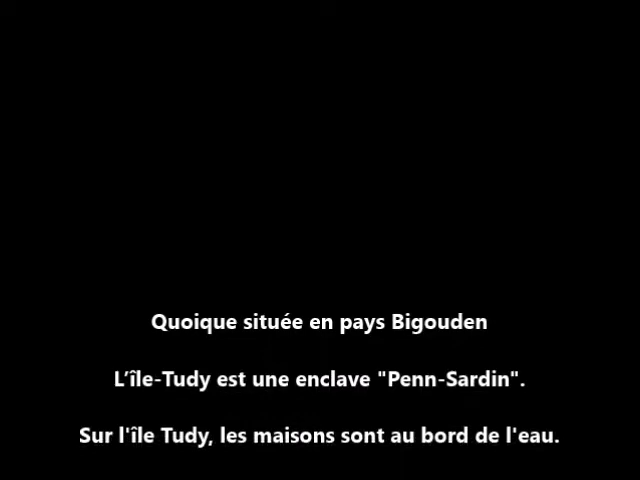 Quoique située en pays Bigouden
L’île-Tudy est une enclave "Penn-Sardin".
Sur l'île Tudy, les maisons sont au bord de l'eau.